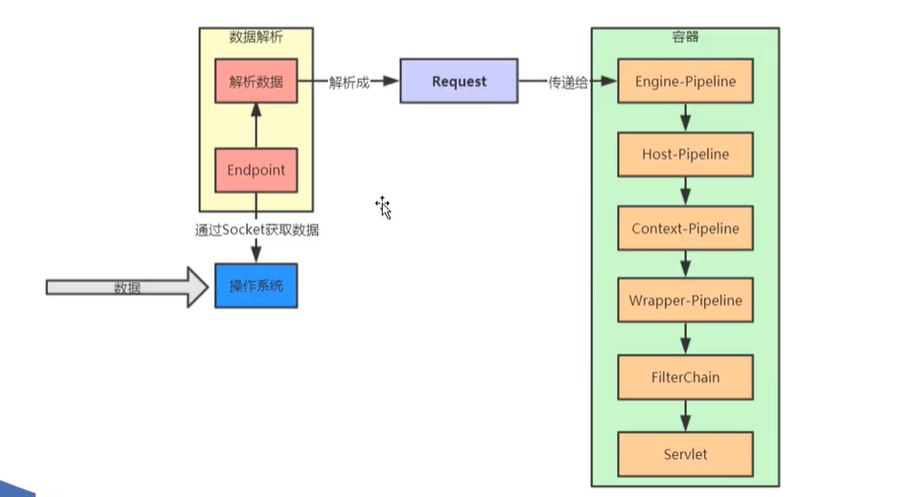 数据解析
解析数据
解析成
Request
传递给
Endpoint
通过Socket获取数据
数据
操作系统
容器
Engine-Pipeline
Host-Pipeline
Context-Pipeline
Wrapper-Pipeline
FilterChain
Servlet